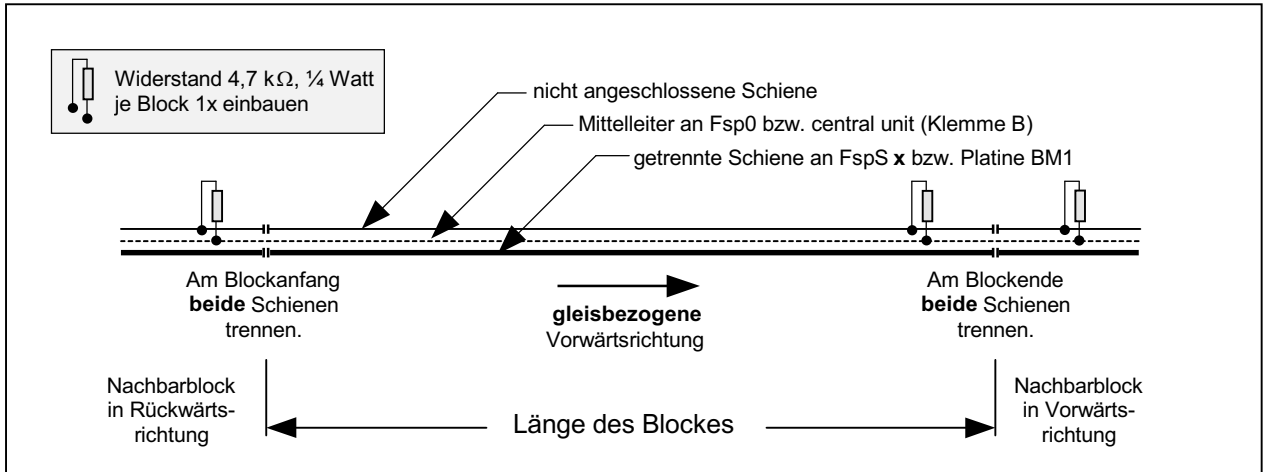 Widerstand 4,7 kΩ, ¼ Watt
je Block 1x einbauen
nicht angeschlossene Schiene
Mittelleiter an Fsp0 bzw. central unit (Klemme B)
getrennte Schiene an FspS x bzw. Platine BM1
Am Blockanfang
beide Schienen
trennen.
gleisbezogene
Vorwärtsrichtung
Am Blockende
beide Schienen
trennen.
Nachbarblock
in Rückwärts-
richtung
Länge des Blockes
Nachbarblock
in Vorwärts-
richtung